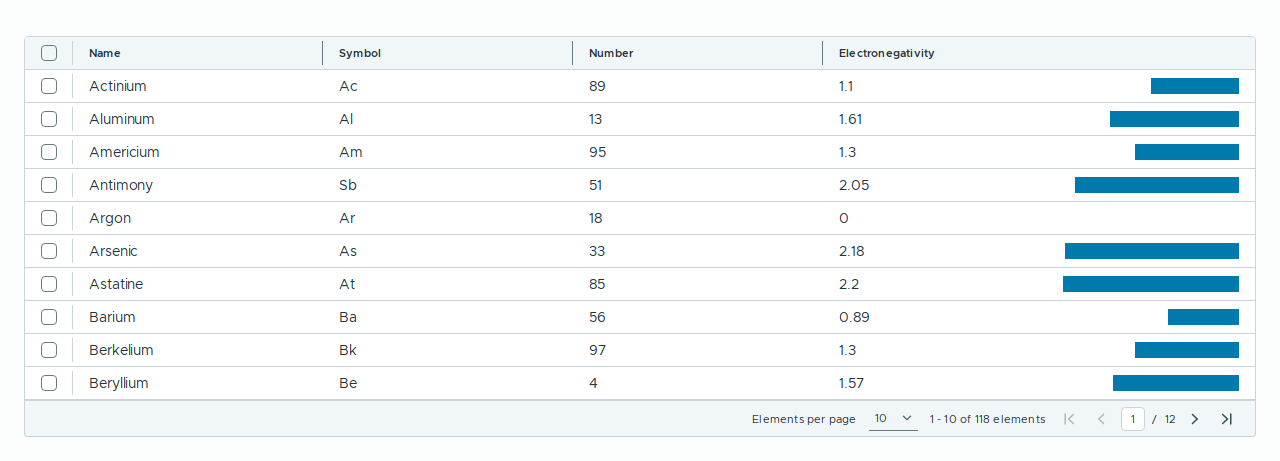 Name Symbol Number Electronegativity
Actinium Ac 89 1.1
Aluminum Al 13 1.61
Americium Am 95 1.3
Antimony Sb 51 2.05
Argon Ar 18 0
Arsenic As 33 2.18
Astatine At 85 2.2
Barium Ba 56 0.89
Berkelium Bk 97 1.3
Beryllium Be 4 1.57
Elements per page 10 1 - 10 of 118 elements 1 / 12